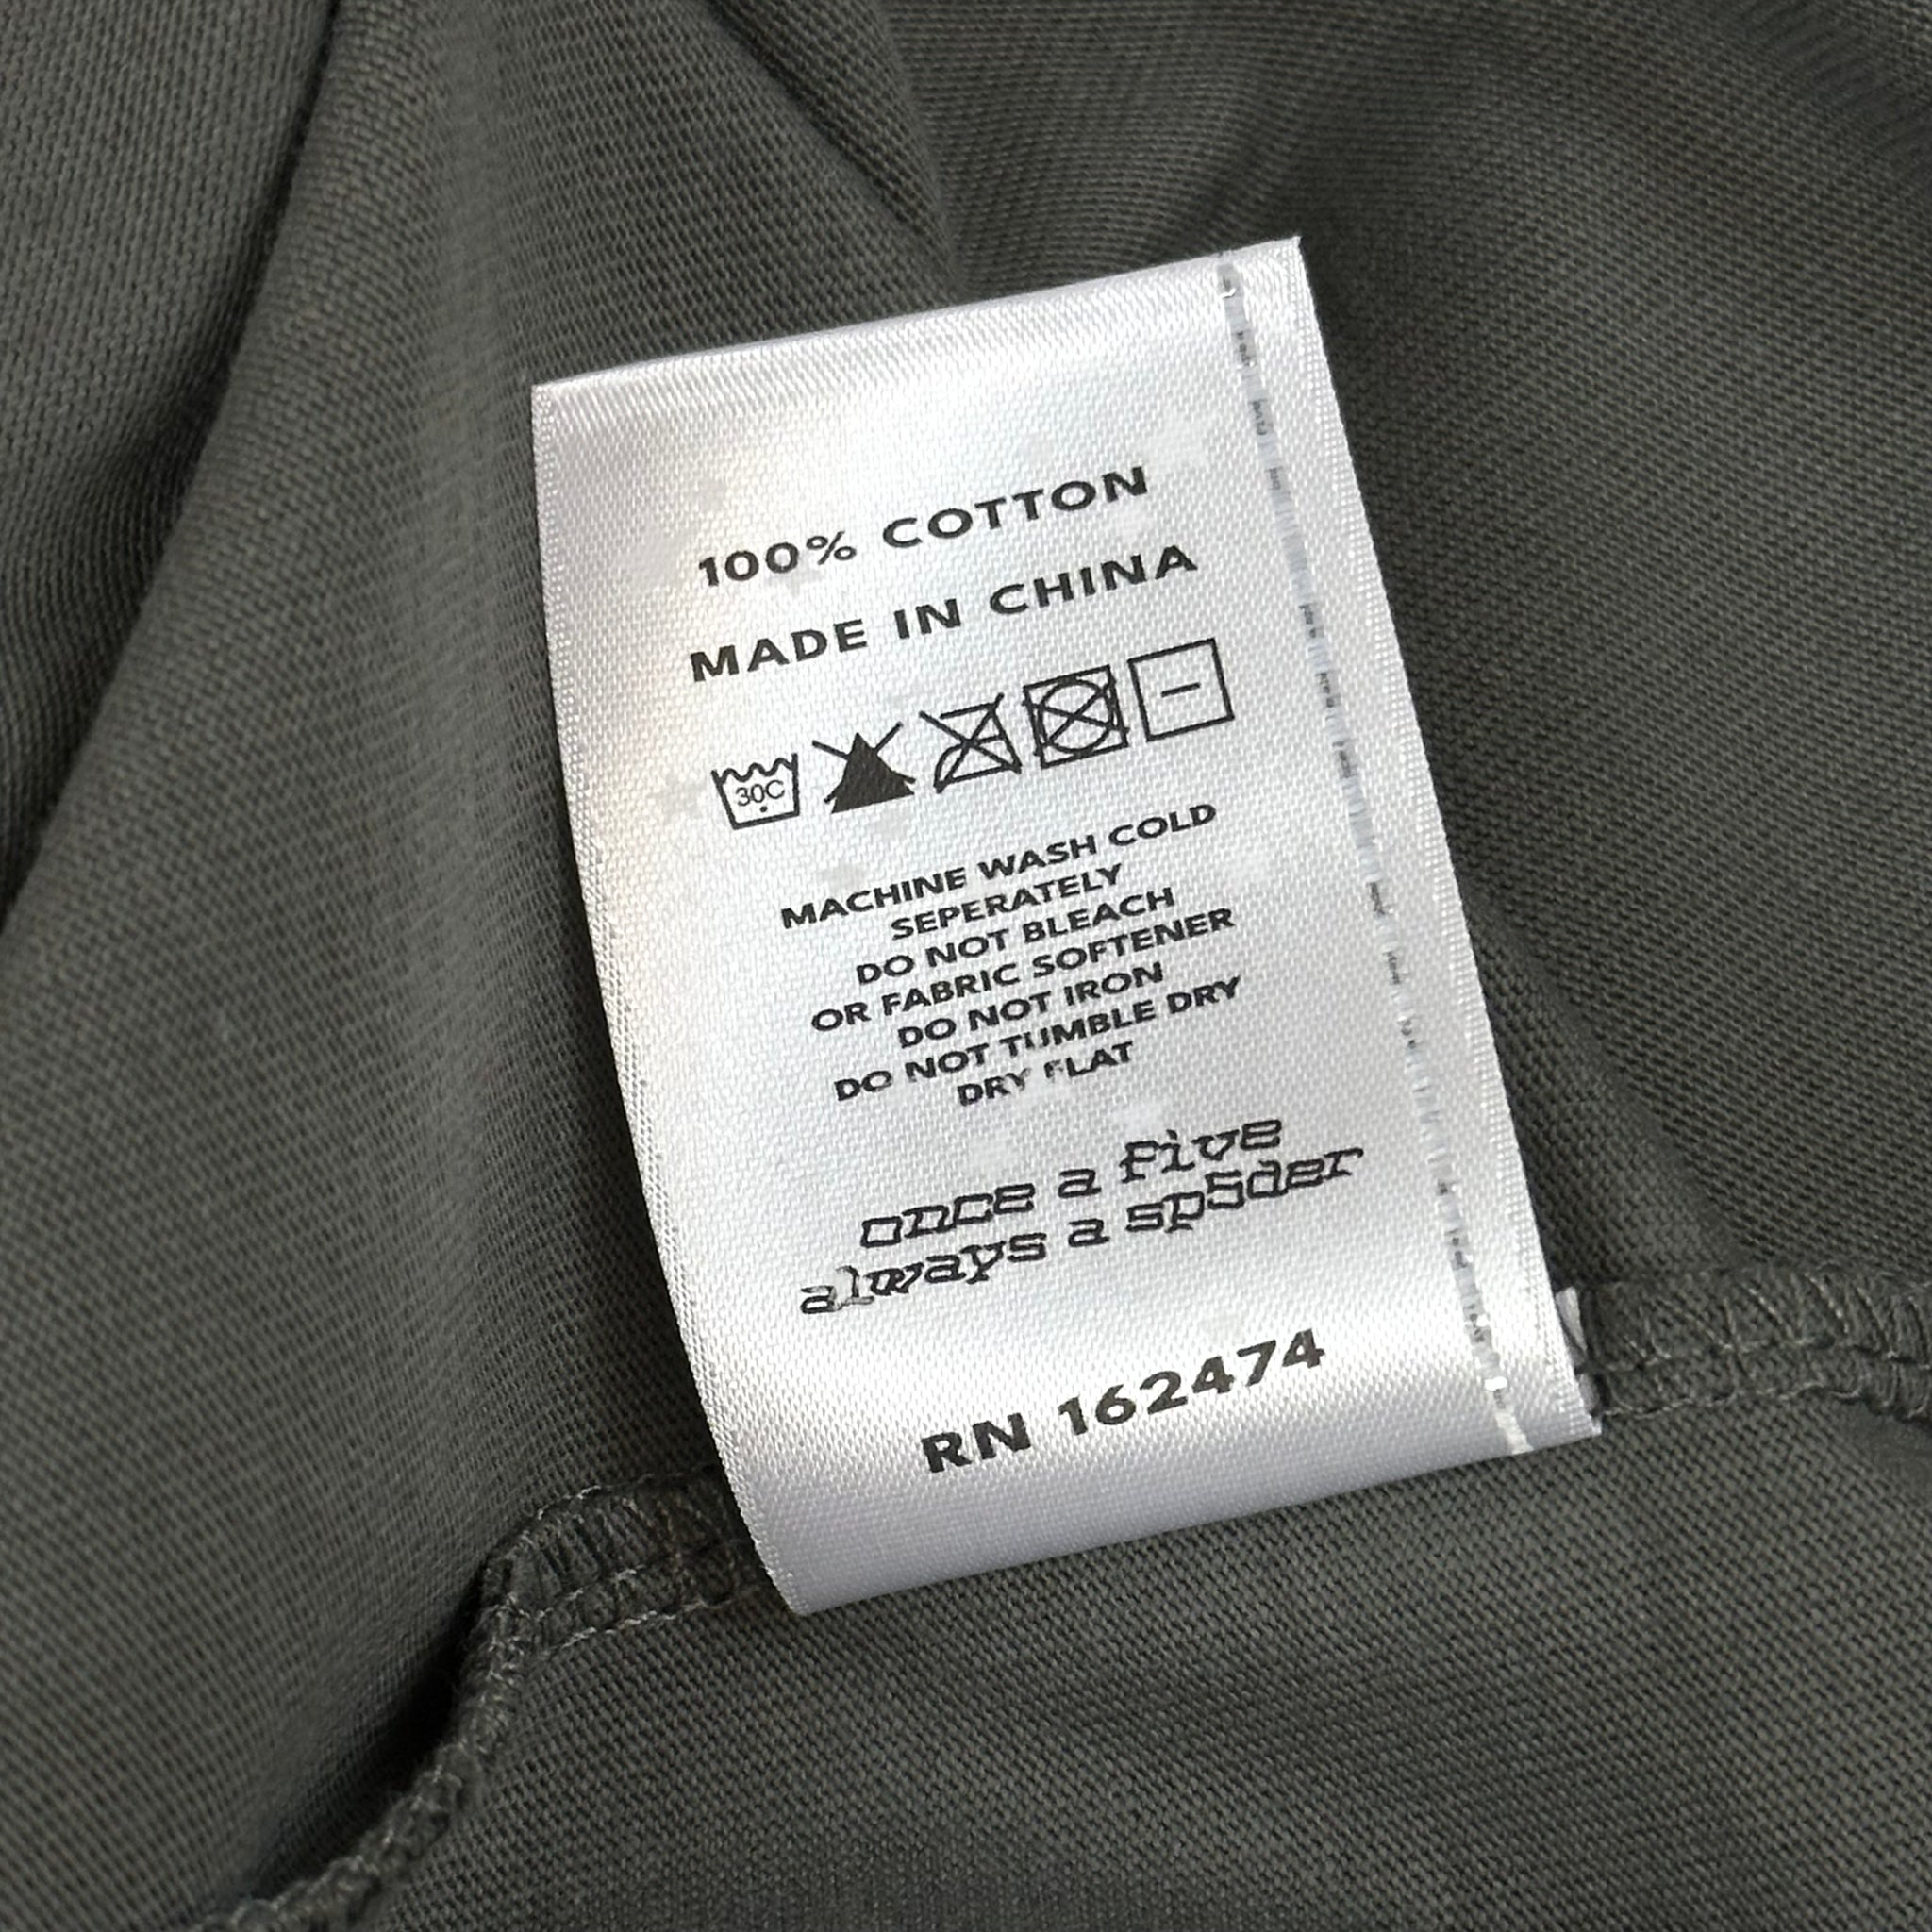 100% COTTON
MADE IN CHINA
30C
MACHINE WASH COLD
SEPERATELY
DO NOT BLEACH
OR FABRIC SOFTENER
DO NOT IRON
DO NOT TUMBLE DRY
DRY FLAT
once a five
always a sp5der
RN 162474